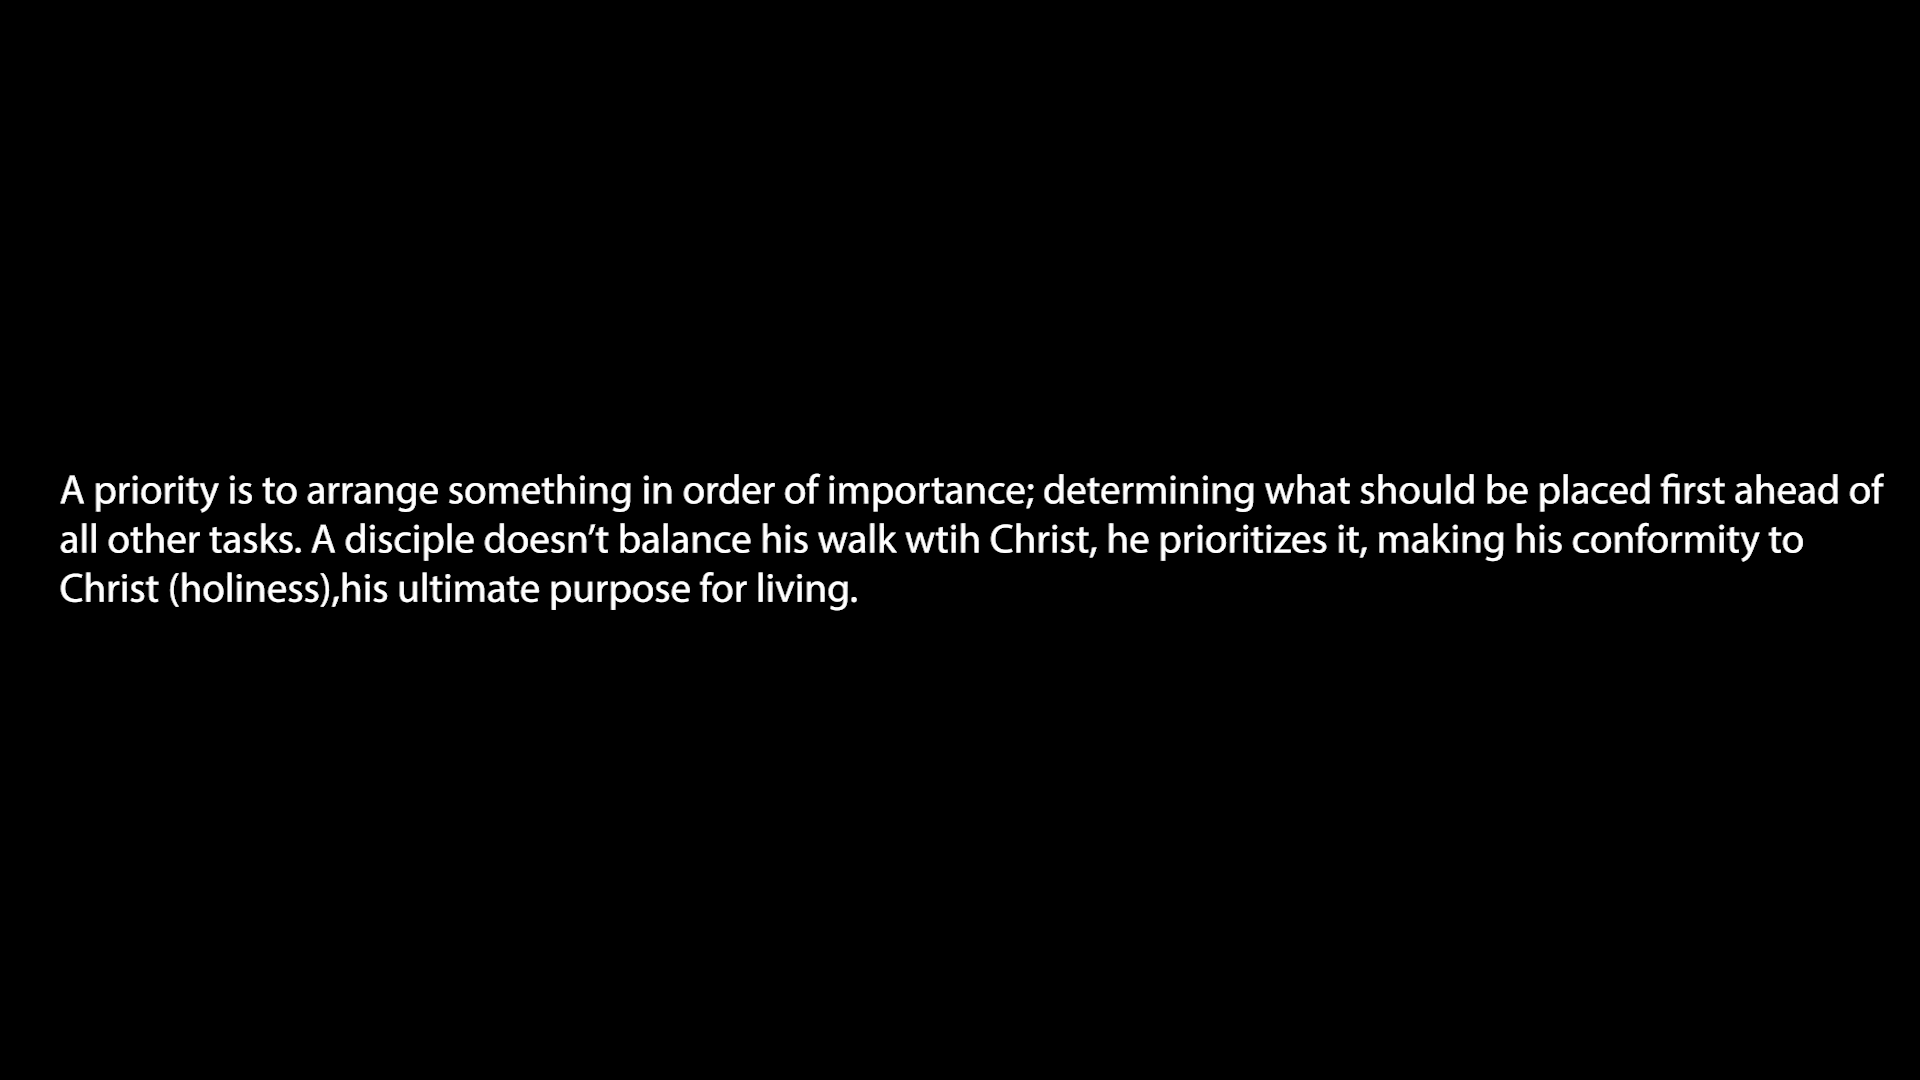 A priority is to arrange something in order of importance; determining what should be placed first ahead of
all other tasks. A disciple doesn’t balance his walk wtih Christ, he prioritizes it, making his conformity to
Christ (holiness),his ultimate purpose for living.